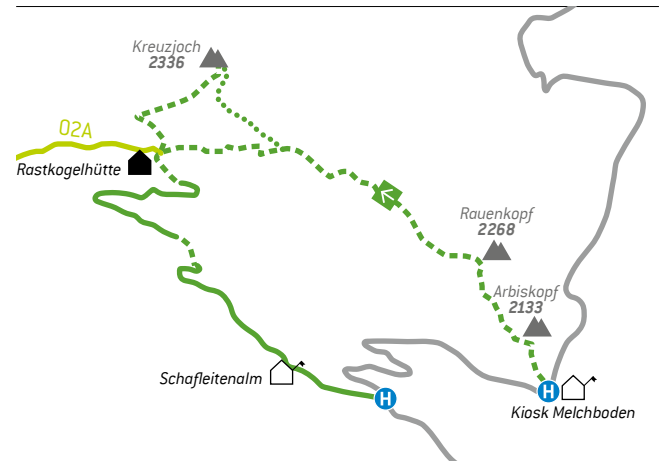 Kreuzjoch
2336
02A
Rastkogelhütte
Rauenkopf
2268
Arbiskopf
2133
Schafleitenalm
H
H
Kiosk Melchboden